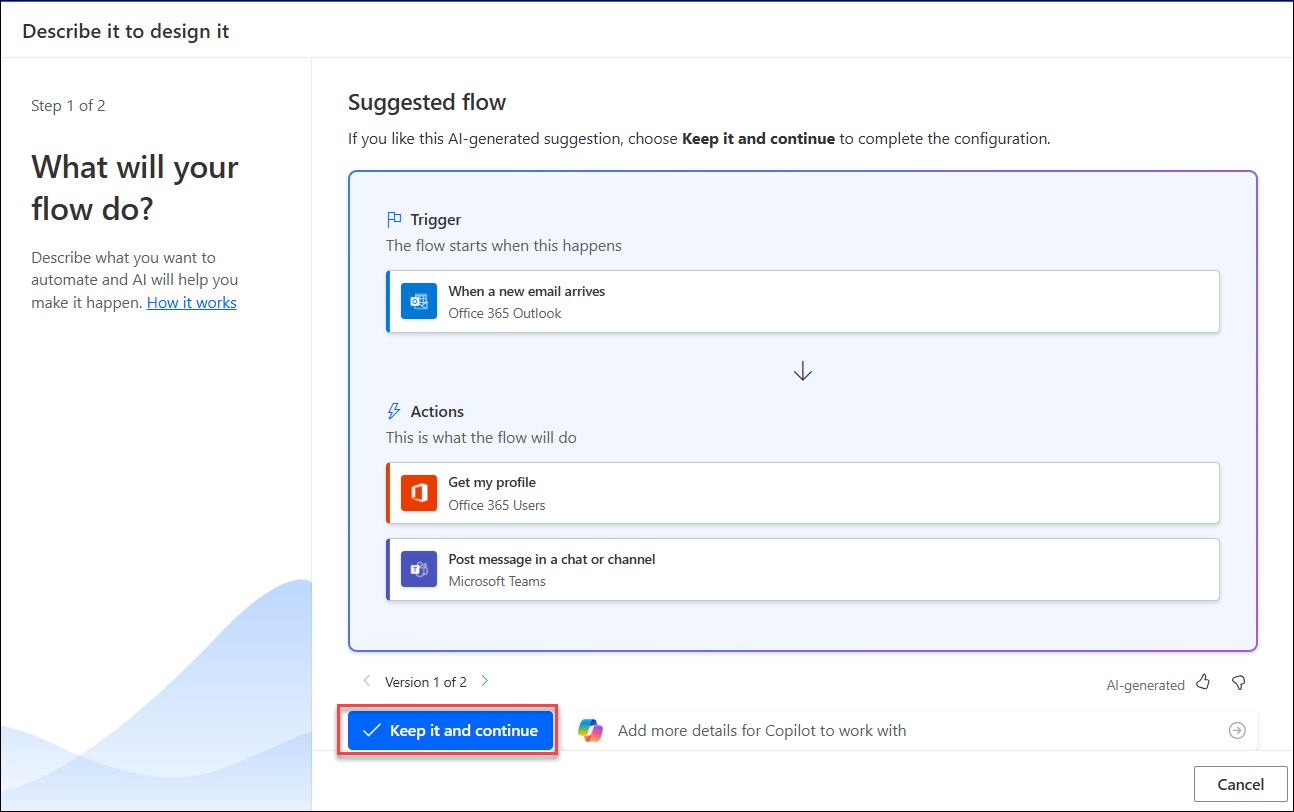 Describe it to design it
Step 1 of 2
What will your
flow do?
Describe what you want to
automate and AI will help you
make it happen. How it works
Suggested flow
If you like this AI-generated suggestion, choose Keep it and continue to complete the configuration.
Trigger
The flow starts when this happens
When a new email arrives
Office 365 Outlook
Actions
This is what the flow will do
Get my profile
Office 365 Users
Post message in a chat or channel
Microsoft Teams
Version 1 of 2
AI-generated
Keep it and continue
Add more details for Copilot to work with
Cancel